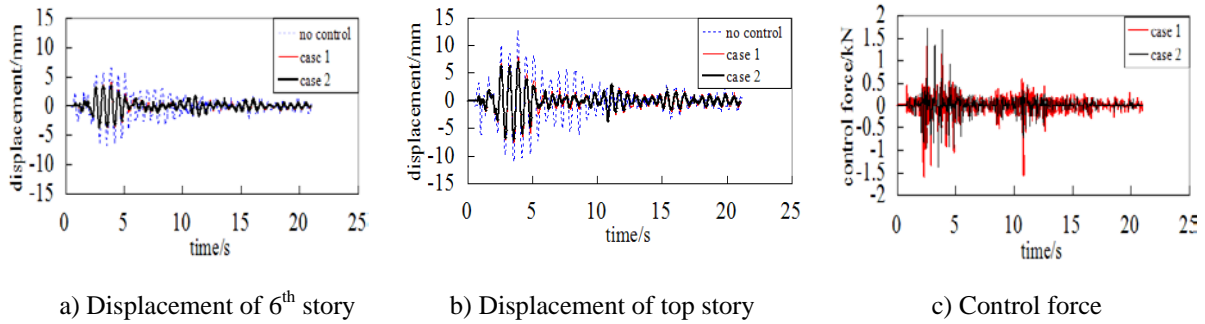 displacement/mm
15
10
5
0
-5
-10
-15
no control
case 1
case 2
0 5 10 15 20 25
time/s
a) Displacement of 6th story
displacement/mm
15
10
5
0
-5
-10
-15
no control
case 1
case 2
0 5 10 15 20 25
time/s
b) Displacement of top story
control force/kN
2
1.5
1
0.5
0
-0.5
-1
-1.5
-2
case 1
case 2
0 5 10 15 20 25
time/s
c) Control force